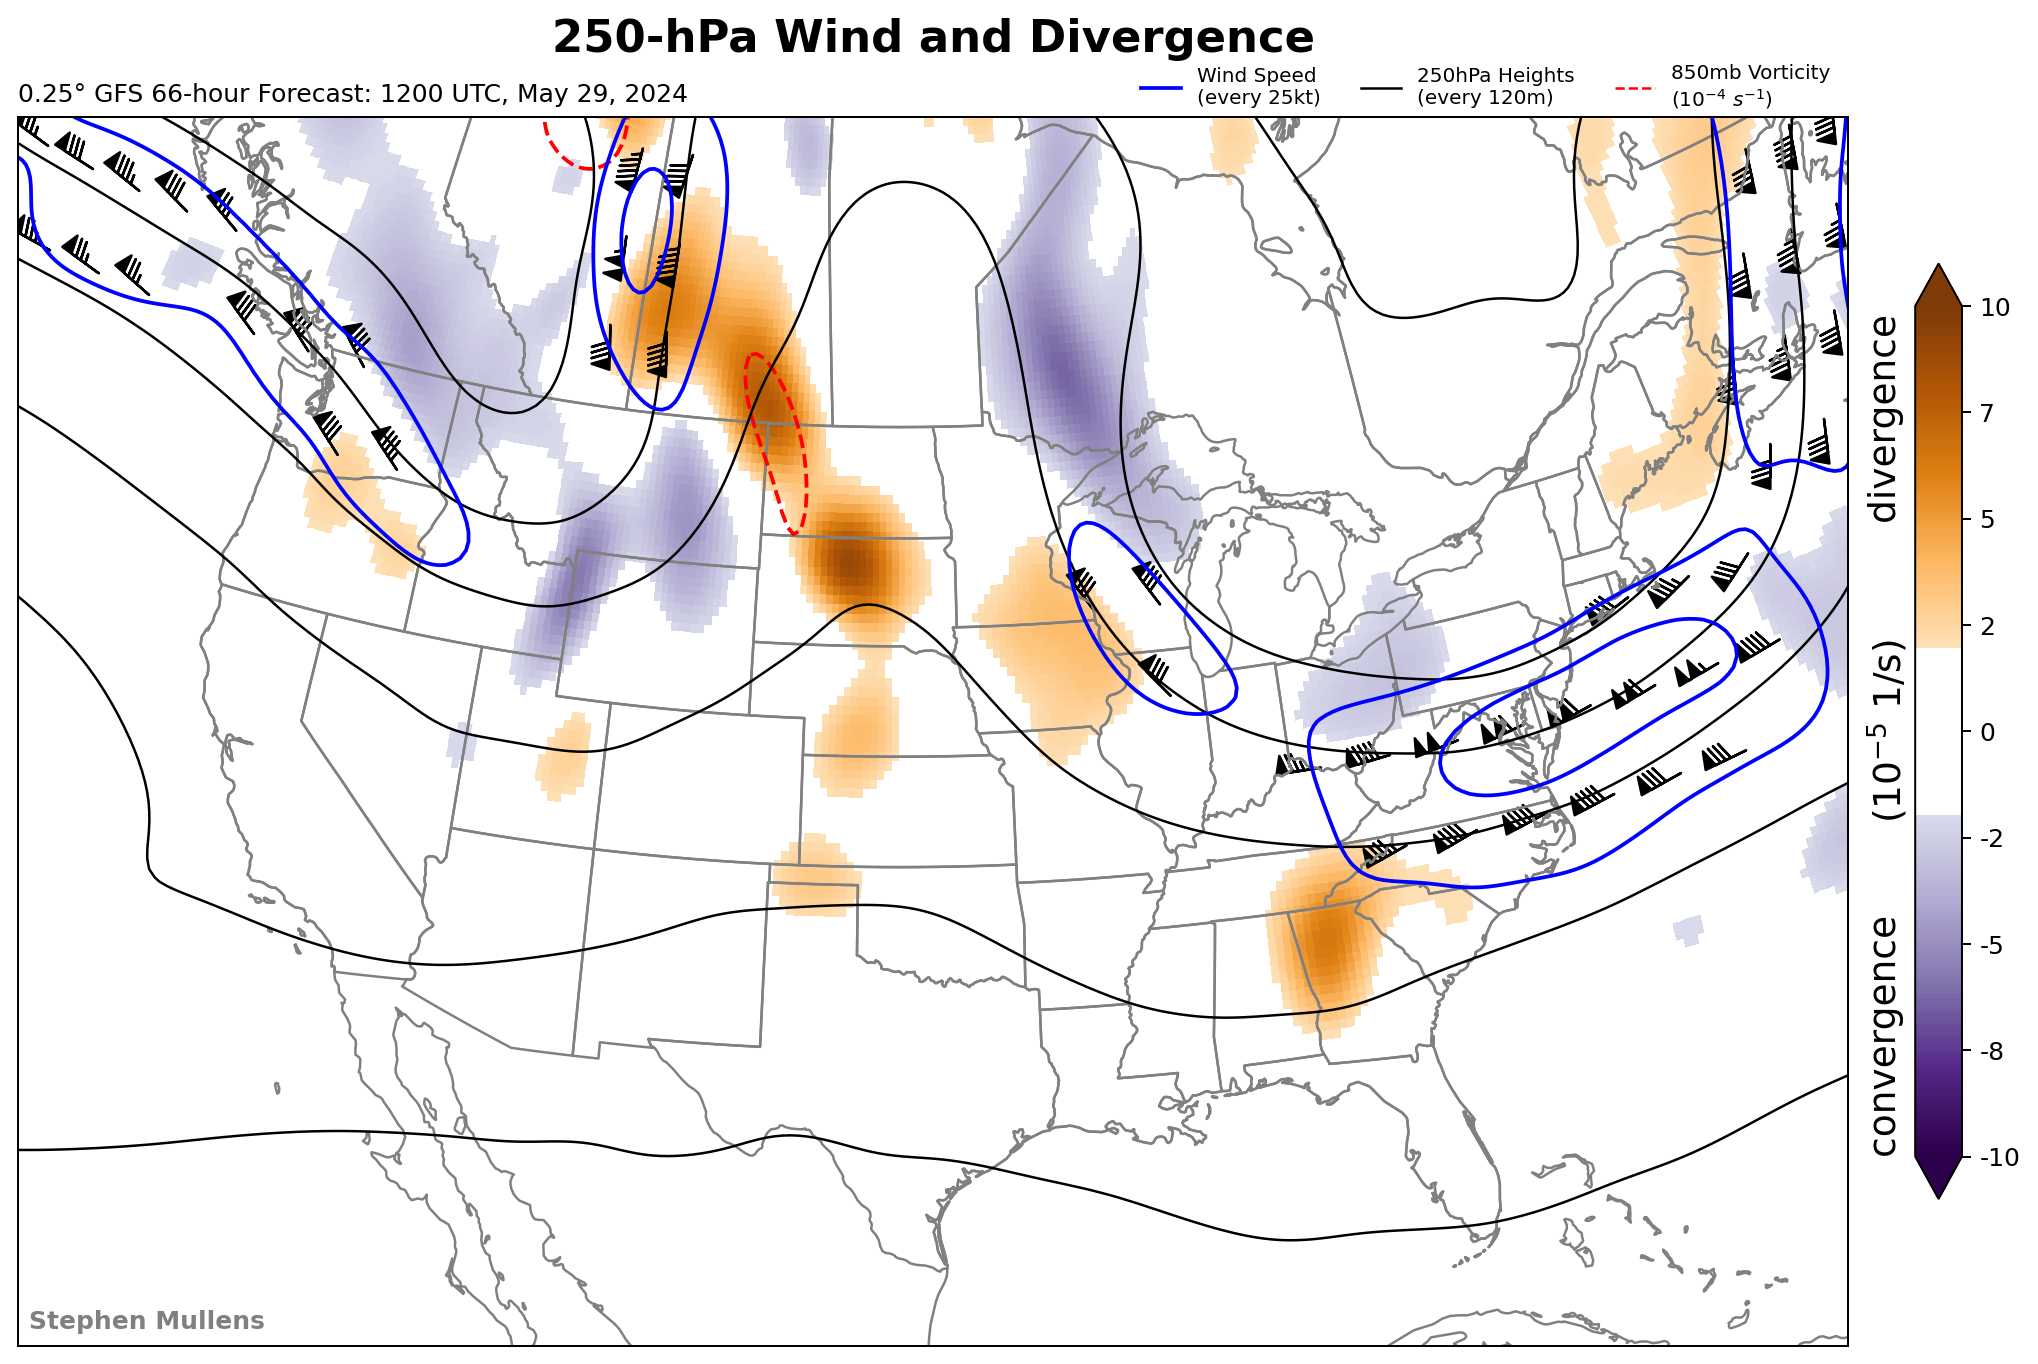 250-hPa Wind and Divergence
0.25° GFS 66-hour Forecast: 1200 UTC, May 29, 2024
Wind Speed
(every 25kt)
250hPa Heights
(every 120m)
850mb Vorticity
(10⁻⁴ s⁻¹)
10
7
5
2
0
-2
-5
-8
-10
convergence (10⁻⁵ 1/s) divergence
Stephen Mullens